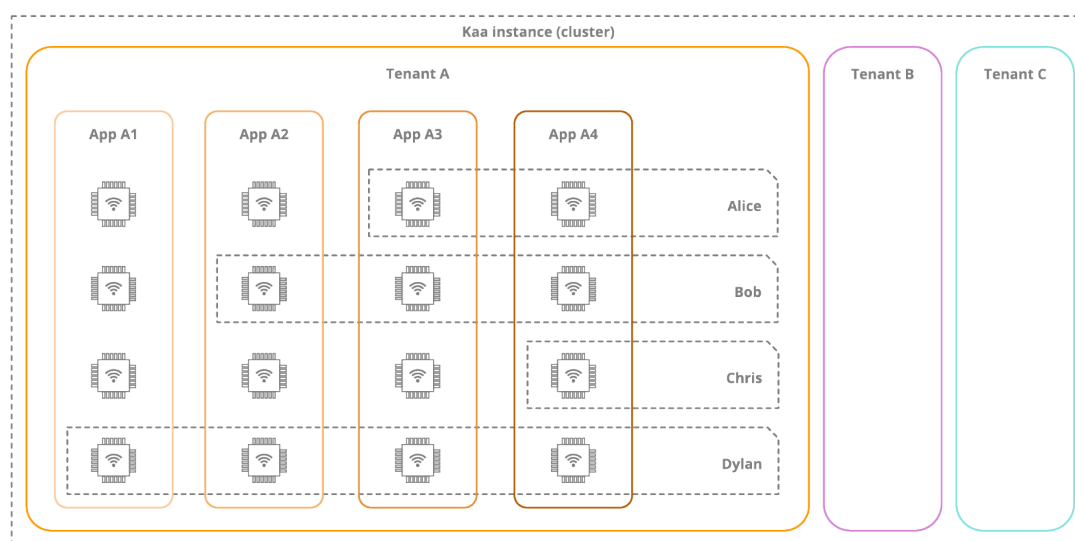 Kaa instance (cluster)
Tenant A
Tenant B
Tenant C
App A1
App A2
App A3
App A4
Alice
Bob
Chris
Dylan